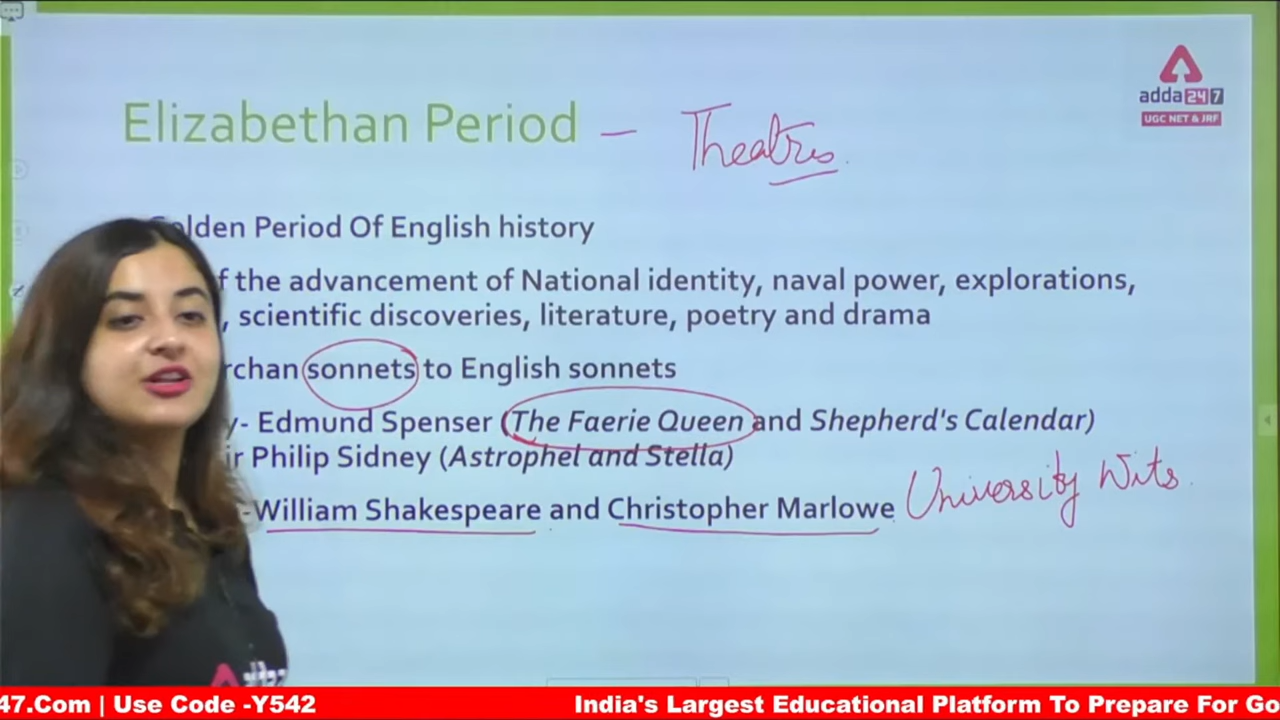 adda 247
UGC NET & JRF
Elizabethan Period – Theatres
Golden Period Of English history
f the advancement of National identity, naval power, explorations,
, scientific discoveries, literature, poetry and drama
rchan sonnets to English sonnets
y- Edmund Spenser (The Faerie Queen and Shepherd's Calendar)
ir Philip Sidney (Astrophel and Stella)
-William Shakespeare and Christopher Marlowe University Wits
47.Com | Use Code -Y542 India's Largest Educational Platform To Prepare For Go